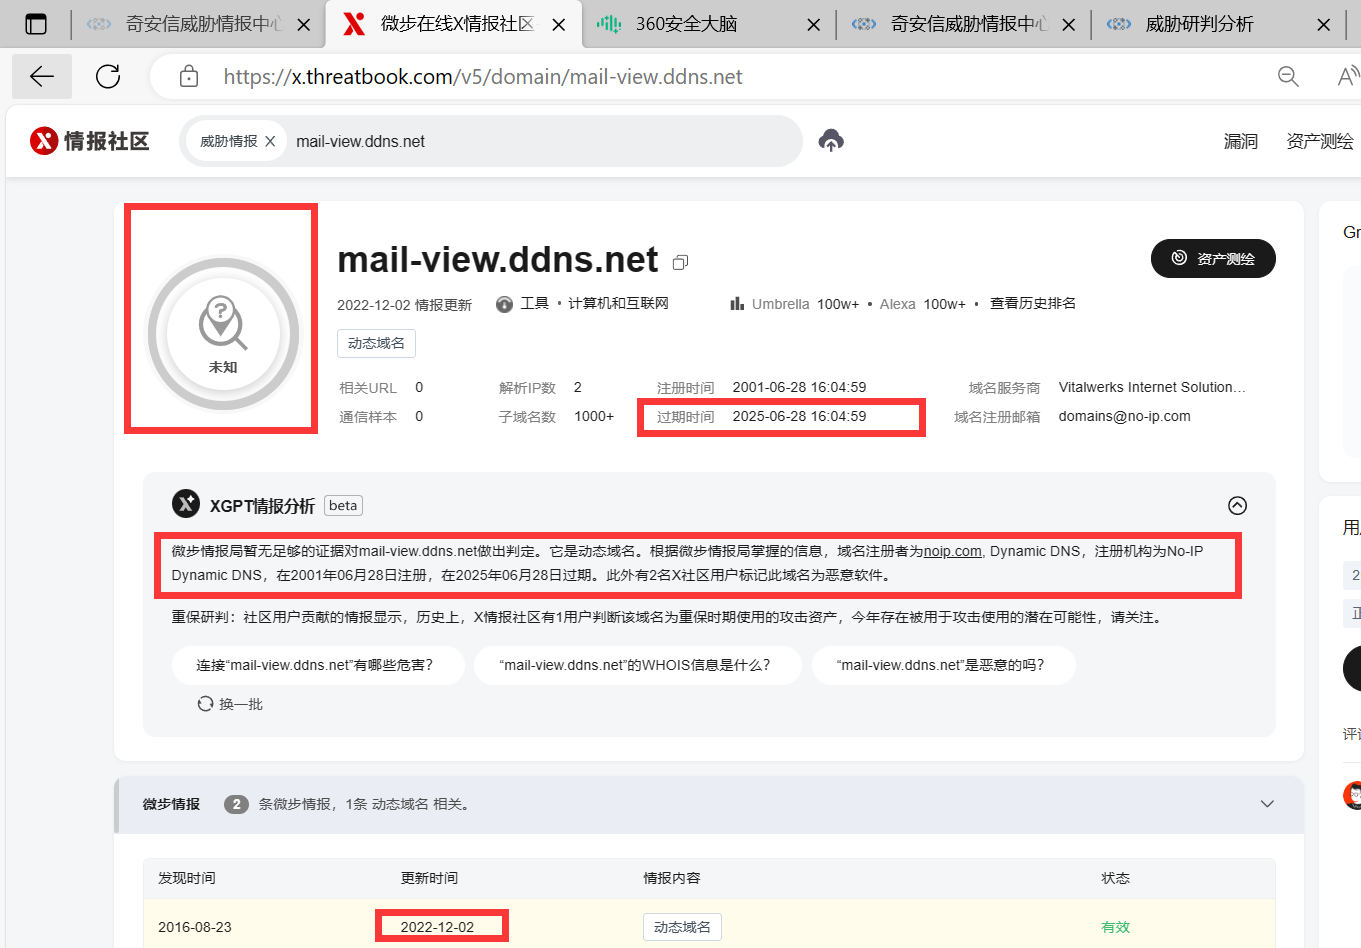 奇安信威胁情报中心
微步在线X情报社区-
360安全大脑
奇安信威胁情报中心
威胁研判分析
https://x.threatbook.com/v5/domain/mail-view.ddns.net
X 情报社区
威胁情报 mail-view.ddns.net
漏洞
资产测绘
mail-view.ddns.net
资产测绘
未知
2022-12-02 情报更新
工具 • 计算机和互联网
Umbrella 100w+ • Alexa 100w+ • 查看历史排名
动态域名
相关URL 0
解析IP数 2
注册时间 2001-06-28 16:04:59
域名服务商 Vitalwerks Internet Solution…
通信样本 0
子域名数 1000+
过期时间 2025-06-28 16:04:59
域名注册邮箱 domains@no-ip.com
XGPT情报分析 beta
微步情报局暂无足够的证据对mail-view.ddns.net做出判定。它是动态域名。根据微步情报局掌握的信息，域名注册者为noip.com, Dynamic DNS，注册机构为No-IP
Dynamic DNS，在2001年06月28日注册，在2025年06月28日过期。此外有2名X社区用户标记此域名为恶意软件。
重保研判：社区用户贡献的情报显示，历史上，X情报社区有1用户判断该域名为重保时期使用的攻击资产，今年存在被用于攻击使用的潜在可能性，请关注。
连接“mail-view.ddns.net”有哪些危害？
“mail-view.ddns.net”的WHOIS信息是什么？
“mail-view.ddns.net”是恶意的吗？
换一批
微步情报 2 条微步情报，1条 动态域名 相关。
发现时间 更新时间 情报内容 状态
2016-08-23 2022-12-02 动态域名 有效
Gr
用
2
正